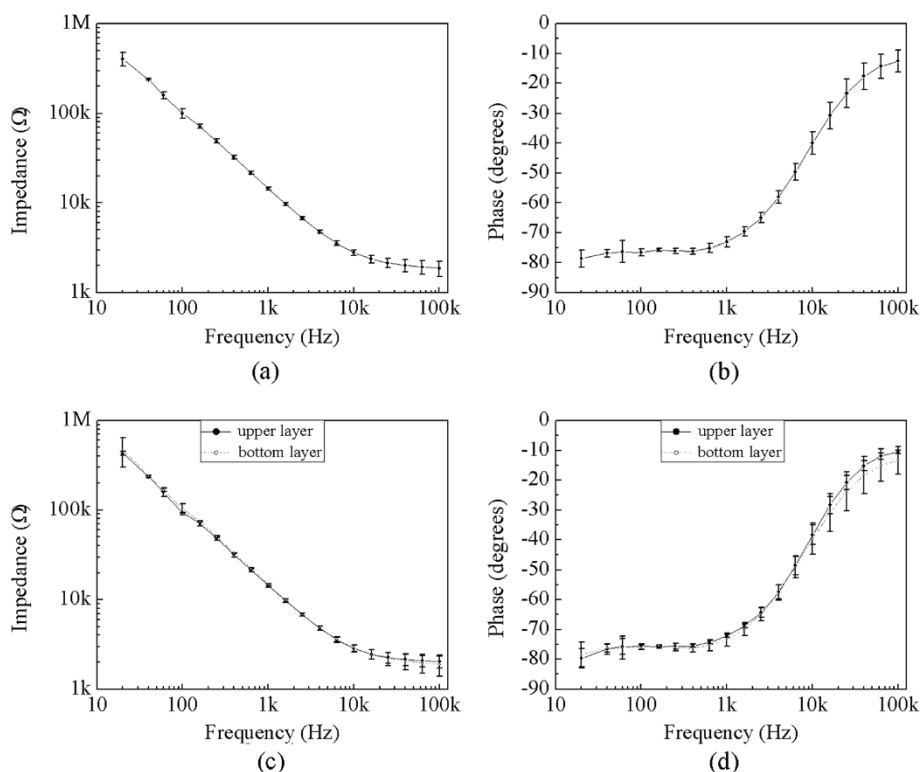 1M
100k
10k
1k
Impedance (Ω)
10
100
1k
10k
100k
Frequency (Hz)
(a)
0
-10
-20
-30
-40
-50
-60
-70
-80
-90
Phase (degrees)
10
100
1k
10k
100k
Frequency (Hz)
(b)
1M
100k
10k
1k
Impedance (Ω)
upper layer
bottom layer
10
100
1k
10k
100k
Frequency (Hz)
(c)
0
-10
-20
-30
-40
-50
-60
-70
-80
-90
Phase (degrees)
upper layer
bottom layer
10
100
1k
10k
100k
Frequency (Hz)
(d)